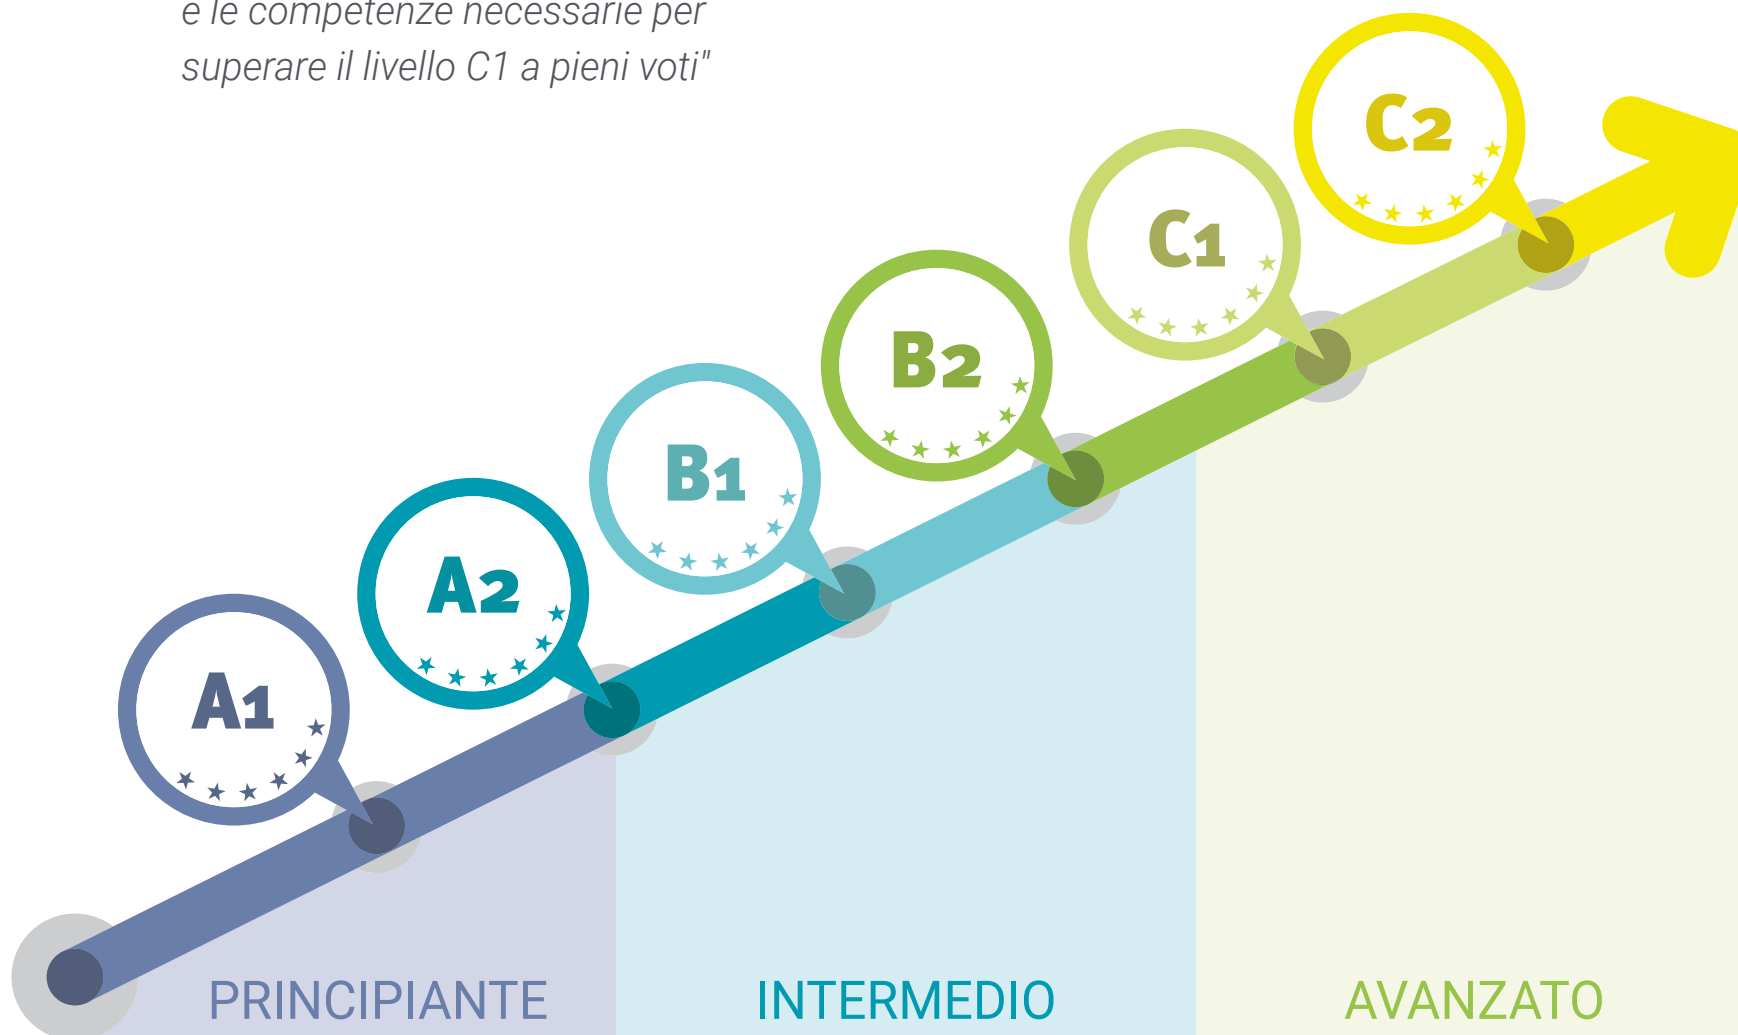 e le competenze necessarie per
superare il livello C1 a pieni voti"
C2
C1
B2
B1
A2
A1
PRINCIPIANTE
INTERMEDIO
AVANZATO